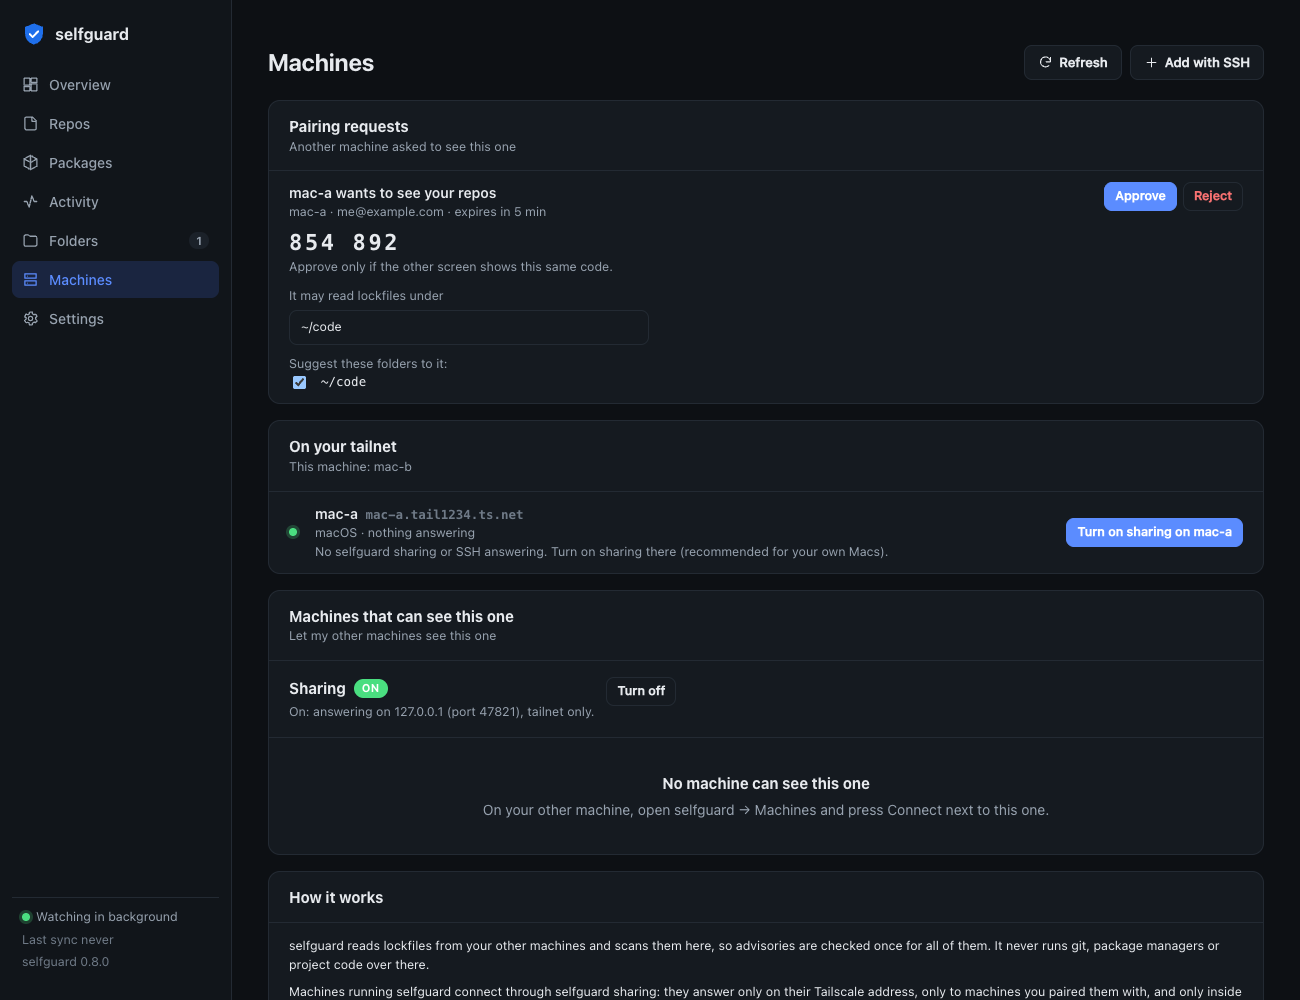 selfguard
Overview
Repos
Packages
Activity
Folders 1
Machines
Settings
Watching in background
Last sync never
selfguard 0.8.0
Machines
Refresh
Add with SSH
Pairing requests
Another machine asked to see this one
mac-a wants to see your repos
mac-a · me@example.com · expires in 5 min
Approve
Reject
854 892
Approve only if the other screen shows this same code.
It may read lockfiles under
~/code
Suggest these folders to it:
~/code
On your tailnet
This machine: mac-b
mac-a mac-a.tail1234.ts.net
macOS · nothing answering
No selfguard sharing or SSH answering. Turn on sharing there (recommended for your own Macs).
Turn on sharing on mac-a
Machines that can see this one
Let my other machines see this one
Sharing ON
On: answering on 127.0.0.1 (port 47821), tailnet only.
Turn off
No machine can see this one
On your other machine, open selfguard → Machines and press Connect next to this one.
How it works
selfguard reads lockfiles from your other machines and scans them here, so advisories are checked once for all of them. It never runs git, package managers or
project code over there.
Machines running selfguard connect through selfguard sharing: they answer only on their Tailscale address, only to machines you paired them with, and only inside